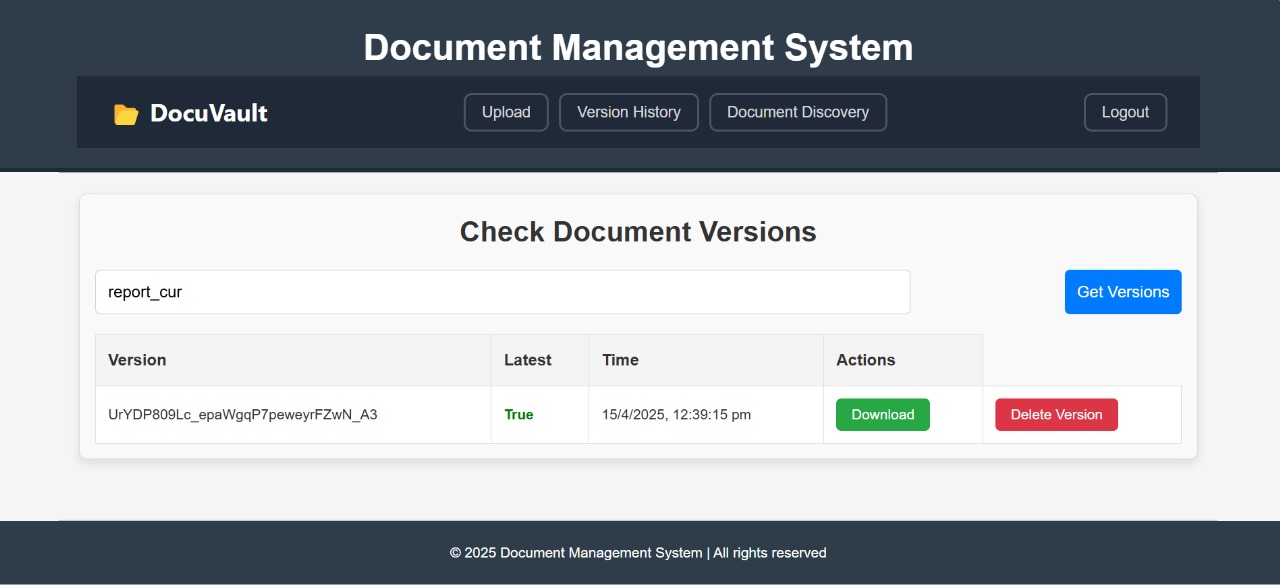 Document Management System
DocuVault
Upload
Version History
Document Discovery
Logout
Check Document Versions
report_cur
Get Versions
Version Latest Time Actions
UrYDP809Lc_epaWgqP7peweyrFZwN_A3 True 15/4/2025, 12:39:15 pm Download Delete Version
© 2025 Document Management System | All rights reserved